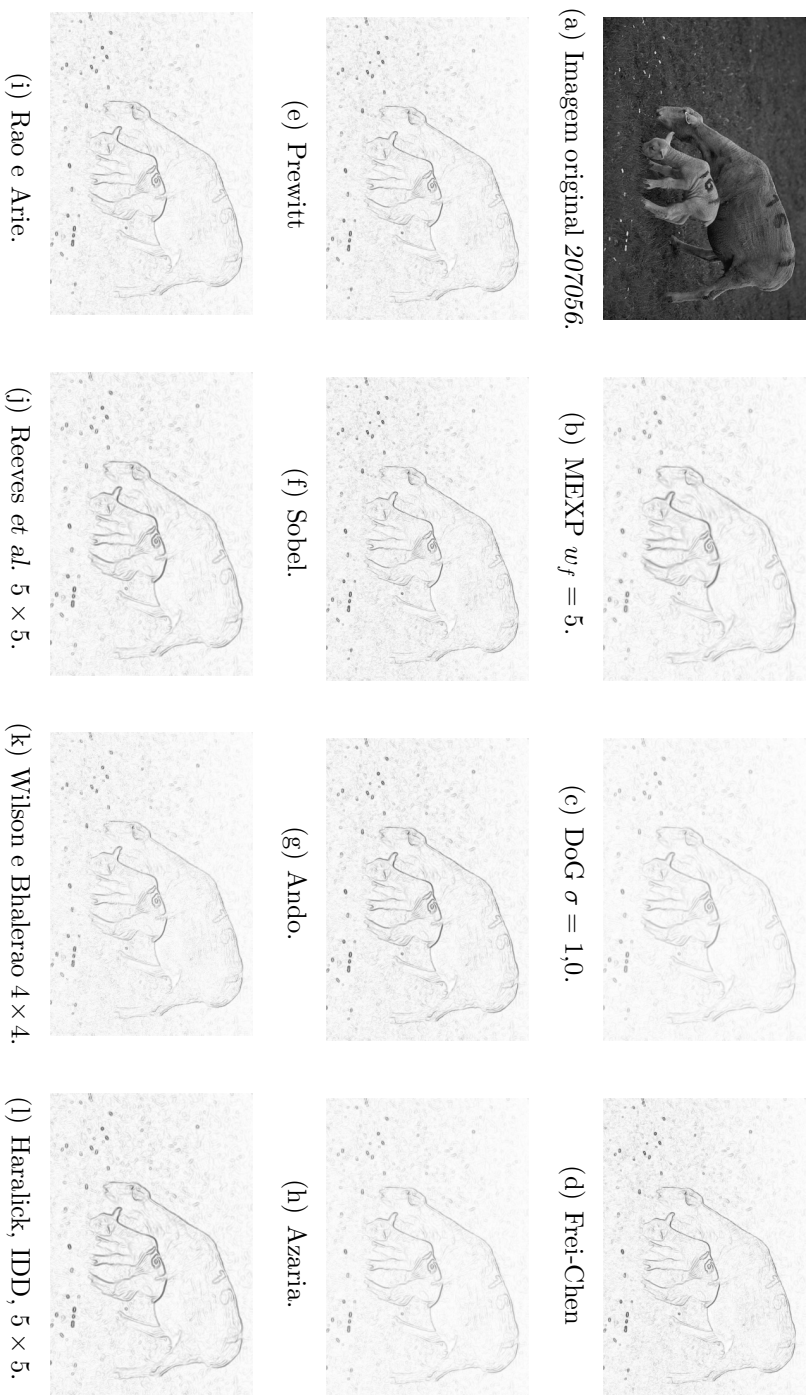 (a) Imagem original 207056.
(b) MEXP w_f = 5.
(c) DoG σ = 1,0.
(d) Frei-Chen
(e) Prewitt
(f) Sobel.
(g) Ando.
(h) Azaria.
(i) Rao e Arie.
(j) Reeves et al. 5 × 5.
(k) Wilson e Bhalerao 4 × 4.
(l) Haralick, IDD, 5 × 5.